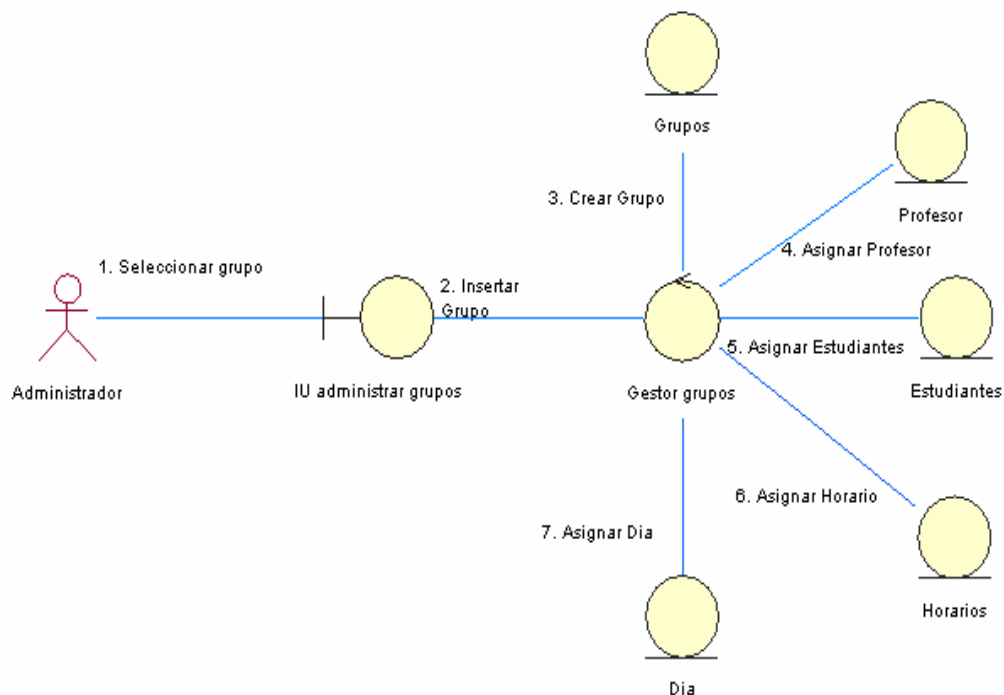 Grupos
3. Crear Grupo
Profesor
4. Asignar Profesor
1. Seleccionar grupo
2. Insertar
Grupo
5. Asignar Estudiantes
Administrador
IU administrar grupos
Gestor grupos
Estudiantes
6. Asignar Horario
7. Asignar Dia
Horarios
Dia